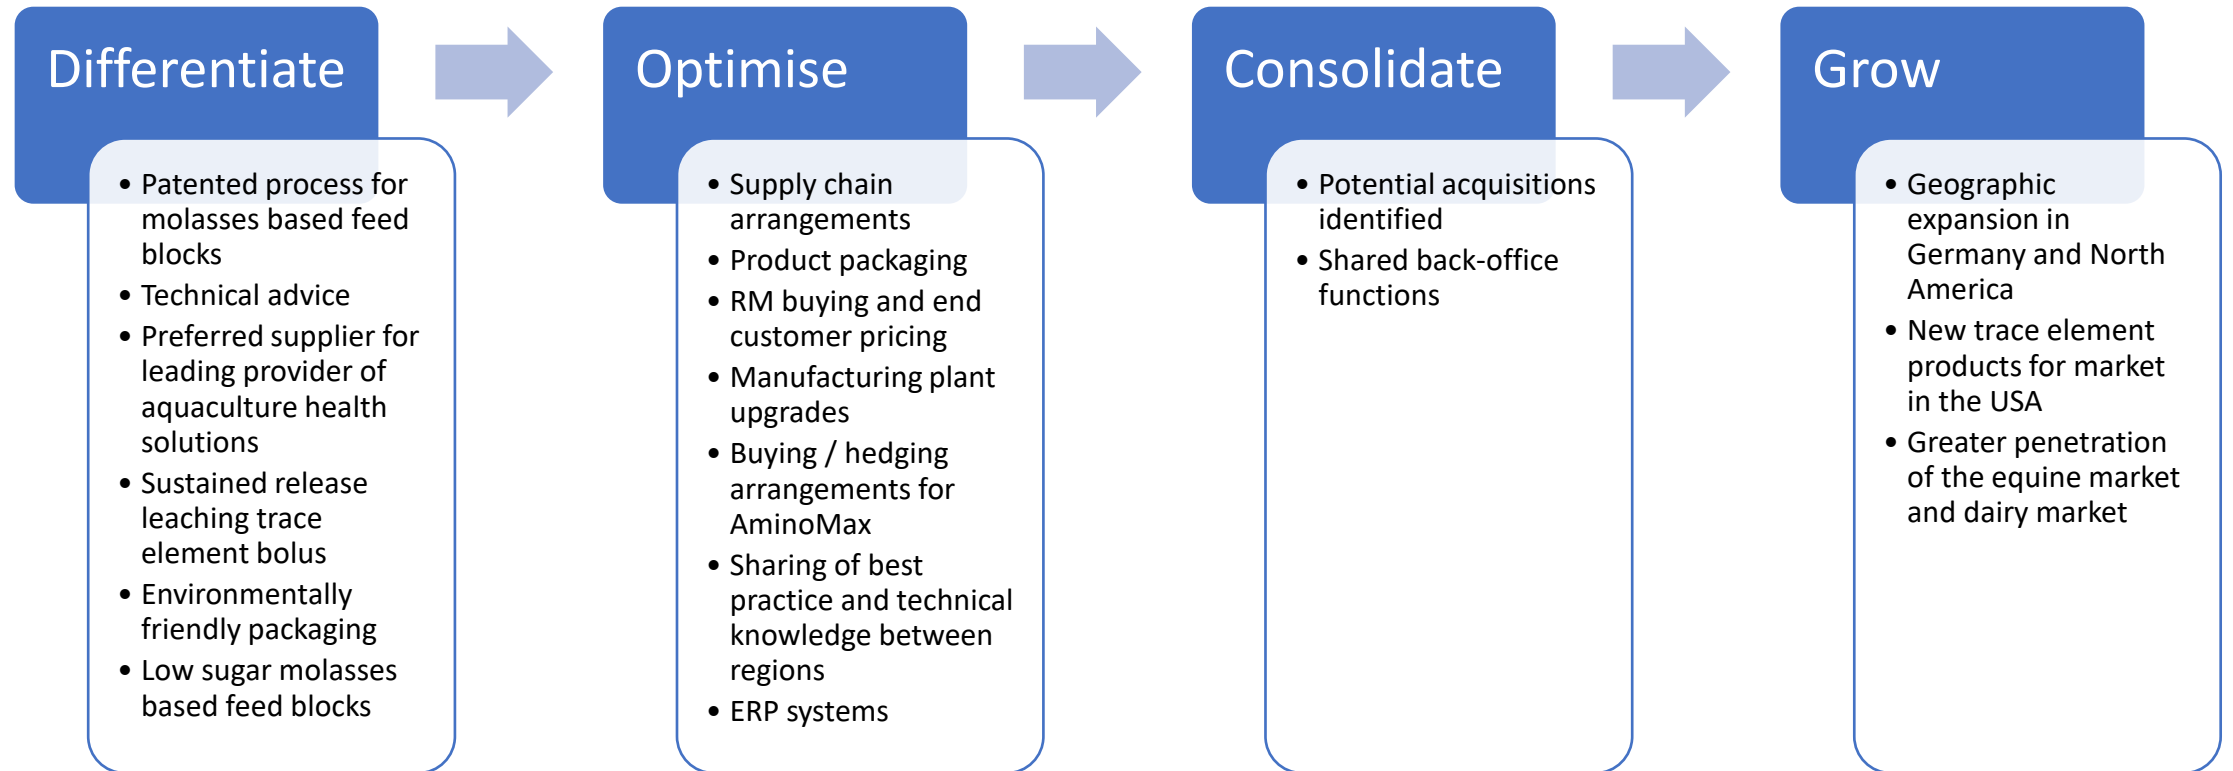 Differentiate
• Patented process for
molasses based feed
blocks
• Technical advice
• Preferred supplier for
leading provider of
aquaculture health
solutions
• Sustained release
leaching trace
element bolus
• Environmentally
friendly packaging
• Low sugar molasses
based feed blocks
Optimise
• Supply chain
arrangements
• Product packaging
• RM buying and end
customer pricing
• Manufacturing plant
upgrades
• Buying / hedging
arrangements for
AminoMax
• Sharing of best
practice and technical
knowledge between
regions
• ERP systems
Consolidate
• Potential acquisitions
identified
• Shared back-office
functions
Grow
• Geographic
expansion in
Germany and North
America
• New trace element
products for market
in the USA
• Greater penetration
of the equine market
and dairy market